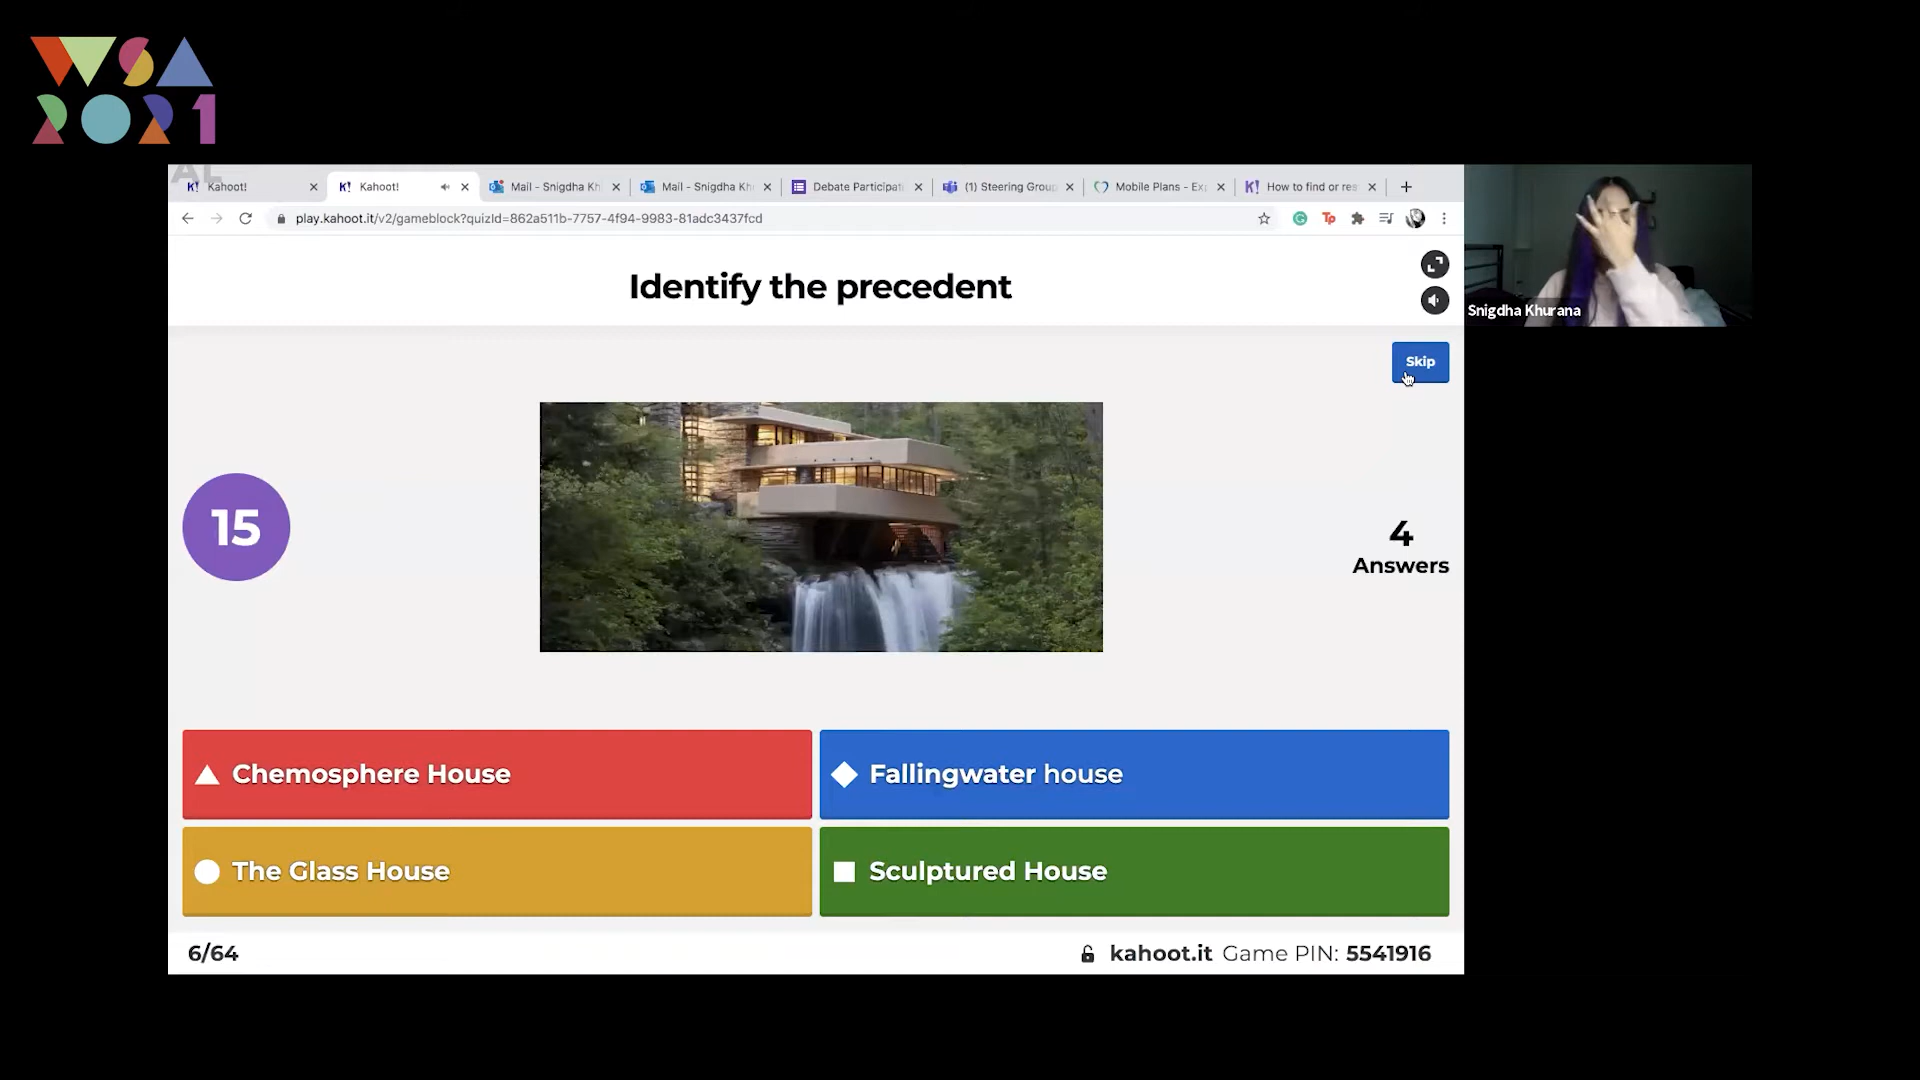 WSA
2021
AL
Kahoot!
Kahoot!
Mail - Snigdha Kh
Mail - Snigdha Kh
Debate Participat
(1) Steering Group
Mobile Plans - Ex
How to find or res
play.kahoot.it/v2/gameblock?quizId=862a511b-7757-4f94-9983-81adc3437fcd
Identify the precedent
Snigdha Khurana
Skip
15
4
Answers
Chemosphere House
Fallingwater house
The Glass House
Sculptured House
6/64
kahoot.it Game PIN: 5541916